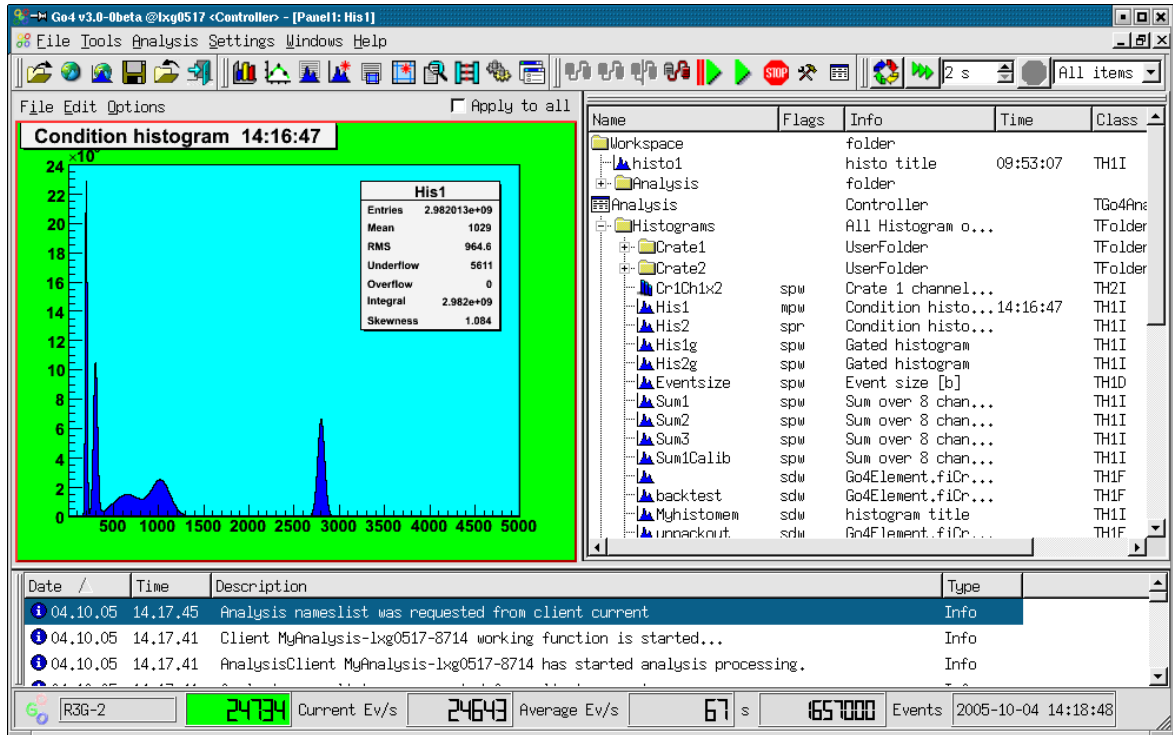 Go4 v3.0-0beta @lxg0517 <Controller> - [Panel1: His1]
File Tools Analysis Settings Windows Help
STOP 2 s All items
File Edit Options Apply to all
Condition histogram 14:16:47
24
22
20
18
16
14
12
10
8
6
4
2
0
500 1000 1500 2000 2500 3000 3500 4000 4500 5000
His1
Entries 2.982013e+09
Mean 1029
RMS 964.6
Underflow 5611
Overflow 0
Integral 2.982e+09
Skewness 1.084
Name Flags Info Time Class
Workspace folder
histo1 histo title 09:53:07 TH1I
Analysis folder
Analysis Controller TGo4Ana
Histograms All Histogram o... TFolder
Crate1 UserFolder TFolder
Crate2 UserFolder TFolder
Cr1Ch1x2 spw Crate 1 channel... TH2I
His1 mpw Condition histo... 14:16:47 TH1I
His2 spr Condition histo... TH1I
His1g spw Gated histogram TH1I
His2g spw Gated histogram TH1I
Eventsize spw Event size [b] TH1D
Sum1 spw Sum over 8 chan... TH1I
Sum2 spw Sum over 8 chan... TH1I
Sum3 spw Sum over 8 chan... TH1I
Sum1Calib spw Sum over 8 chan... TH1I
sdw Go4Element.fiCr... TH1F
backtest sdw Go4Element.fiCr... TH1F
Myhistomem sdw histogram title TH1I
unpackout sdw Go4Element.fiCr... TH1F
Date Time Description Type
04.10.05 14.17.45 Analysis nameslist was requested from client current Info
04.10.05 14.17.41 Client MyAnalysis-lxg0517-8714 working function is started... Info
04.10.05 14.17.41 AnalysisClient MyAnalysis-lxg0517-8714 has started analysis processing. Info
R3G-2 24734 Current Ev/s 24643 Average Ev/s 67 s 1657000 Events 2005-10-04 14:18:48